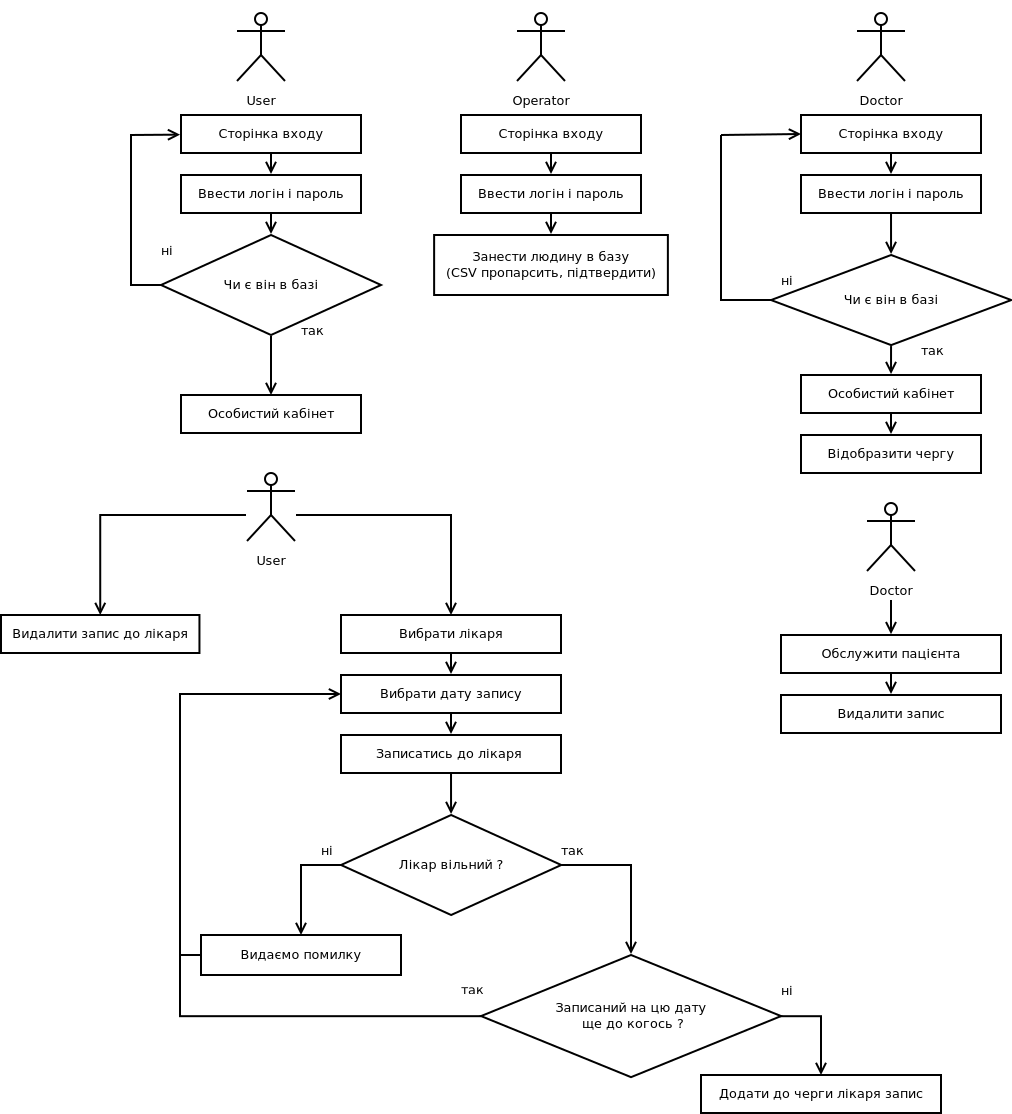 User
Operator
Doctor
Сторінка входу
Сторінка входу
Сторінка входу
Ввести логін і пароль
Ввести логін і пароль
Ввести логін і пароль
ні
Чи є він в базі
так
Занести людину в базу
(CSV пропарсить, підтвердити)
ні
Чи є він в базі
так
Особистий кабінет
Особистий кабінет
Відобразити чергу
User
Doctor
Видалити запис до лікаря
Вибрати лікаря
Обслужити пацієнта
Вибрати дату запису
Видалити запис
Записатись до лікаря
ні
так
Лікар вільний ?
Видаємо помилку
так
ні
Записаний на цю дату
ще до когось ?
Додати до черги лікаря запис